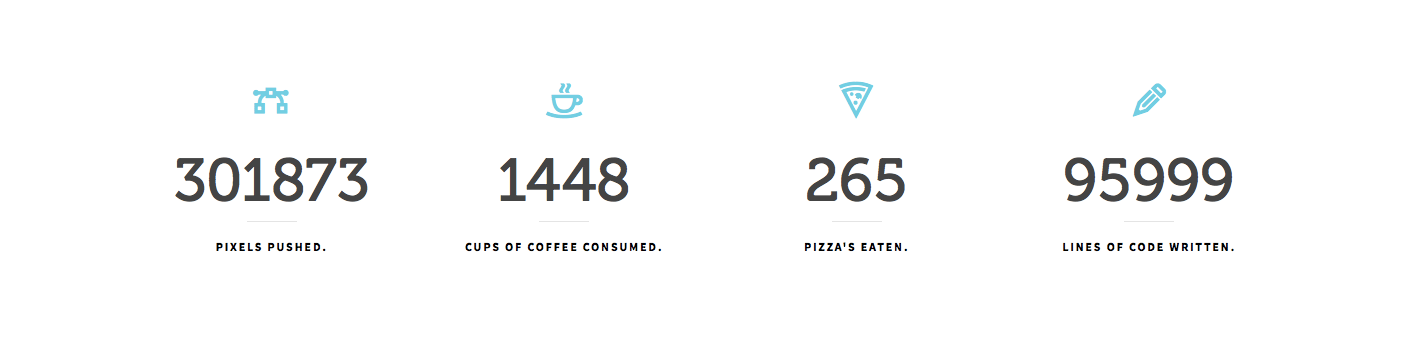 301873
1448
265
95999
PIXELS PUSHED.
CUPS OF COFFEE CONSUMED.
PIZZA'S EATEN.
LINES OF CODE WRITTEN.